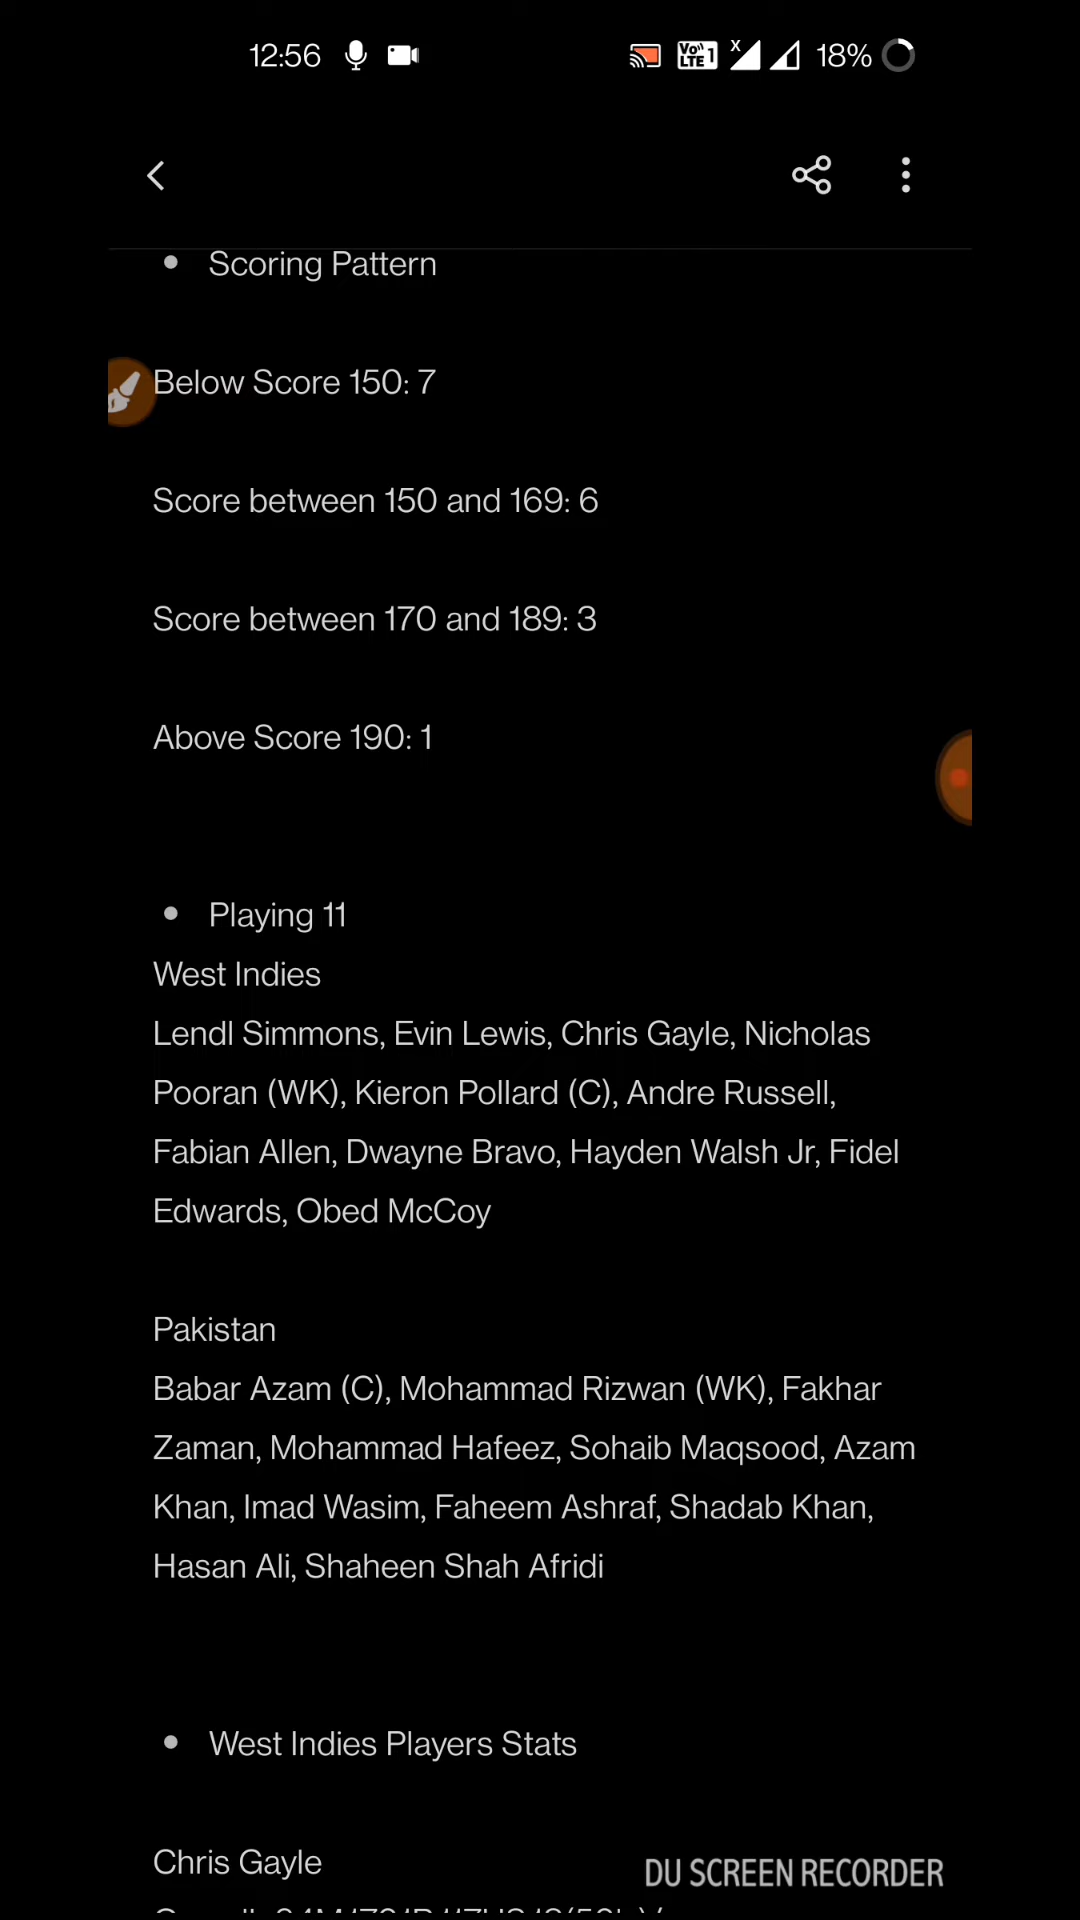 12:56 Vo)) LTE 1 x 18%
Scoring Pattern
Below Score 150: 7
Score between 150 and 169: 6
Score between 170 and 189: 3
Above Score 190: 1
Playing 11
West Indies
Lendl Simmons, Evin Lewis, Chris Gayle, Nicholas
Pooran (WK), Kieron Pollard (C), Andre Russell,
Fabian Allen, Dwayne Bravo, Hayden Walsh Jr, Fidel
Edwards, Obed McCoy
Pakistan
Babar Azam (C), Mohammad Rizwan (WK), Fakhar
Zaman, Mohammad Hafeez, Sohaib Maqsood, Azam
Khan, Imad Wasim, Faheem Ashraf, Shadab Khan,
Hasan Ali, Shaheen Shah Afridi
West Indies Players Stats
Chris Gayle
DU SCREEN RECORDER